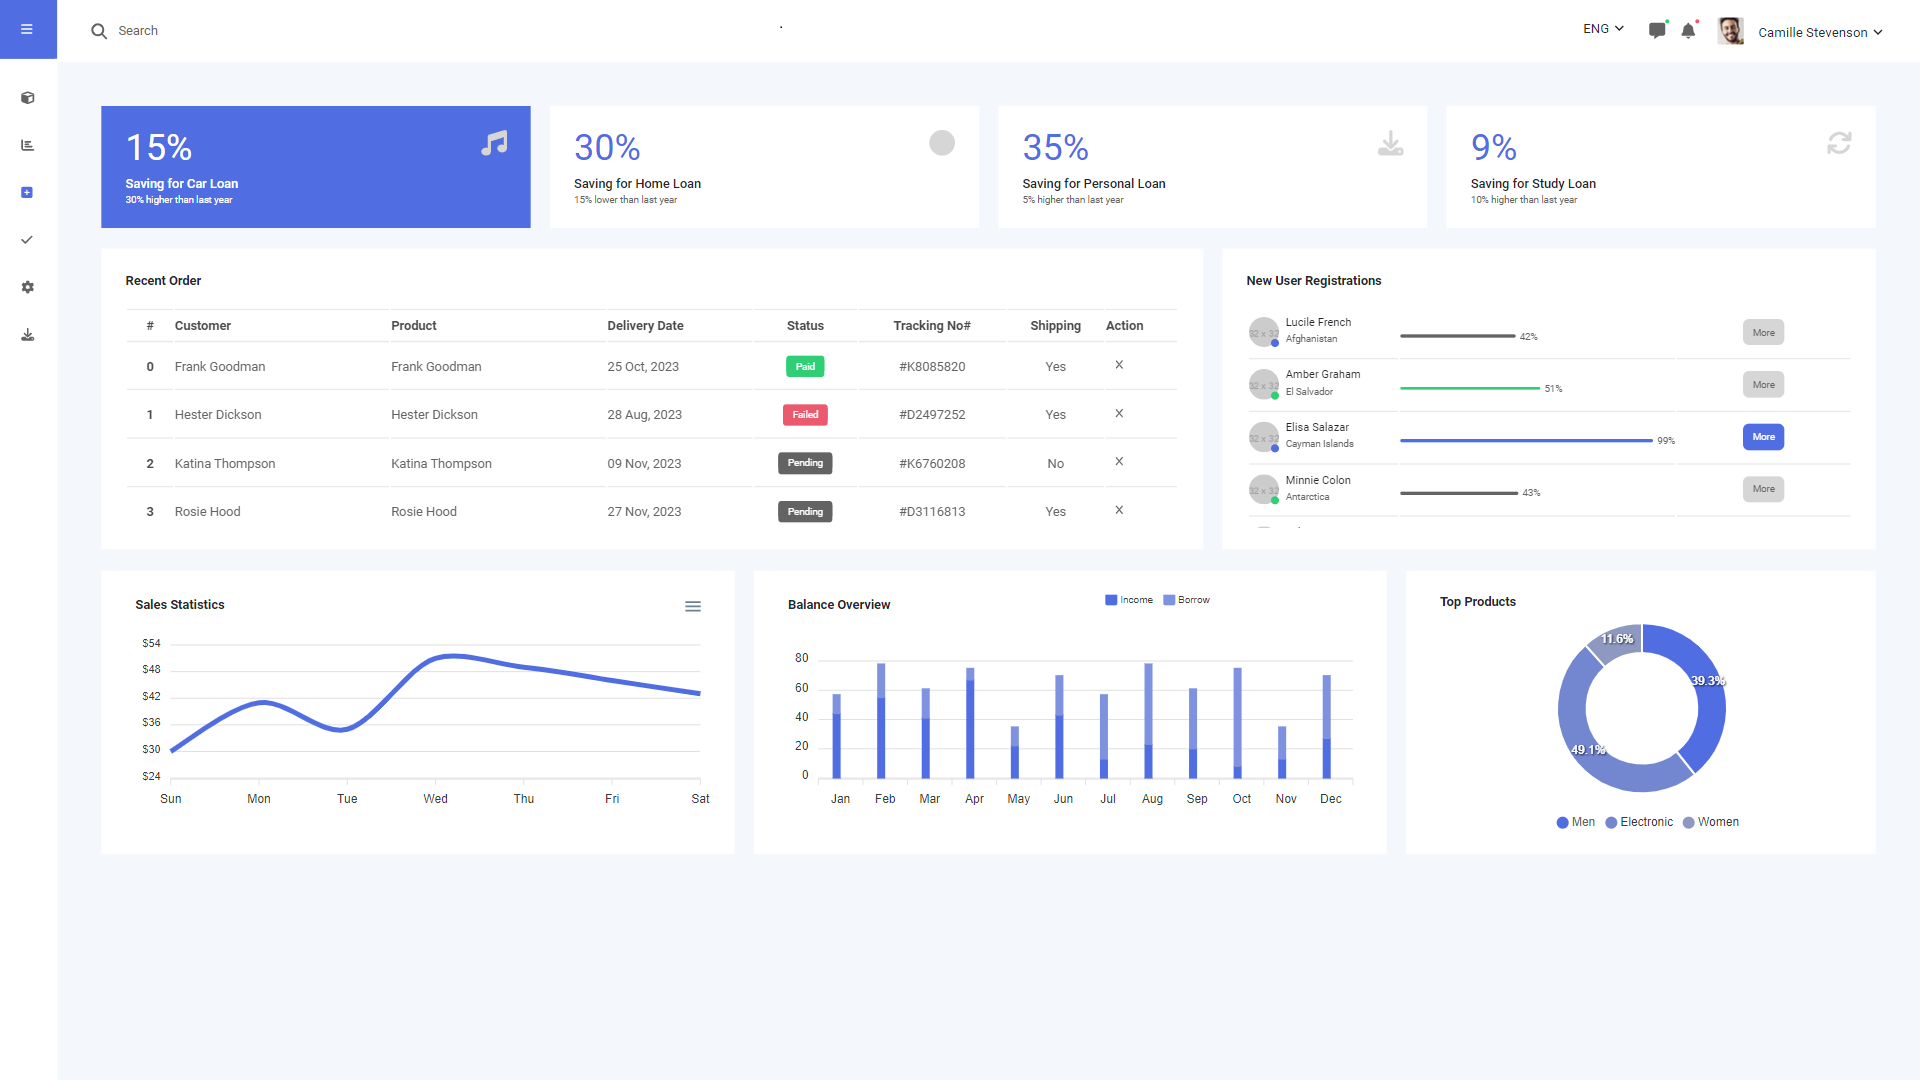 Search
ENG
Camille Stevenson
15%
Saving for Car Loan
30% higher than last year
30%
Saving for Home Loan
15% lower than last year
35%
Saving for Personal Loan
5% higher than last year
9%
Saving for Study Loan
10% higher than last year
Recent Order
# Customer Product Delivery Date Status Tracking No# Shipping Action
0 Frank Goodman Frank Goodman 25 Oct, 2023 Paid #K8085820 Yes X
1 Hester Dickson Hester Dickson 28 Aug, 2023 Failed #D2497252 Yes X
2 Katina Thompson Katina Thompson 09 Nov, 2023 Pending #K6760208 No X
3 Rosie Hood Rosie Hood 27 Nov, 2023 Pending #D3116813 Yes X
New User Registrations
32 x 32 Lucile French
Afghanistan
42%
More
32 x 32 Amber Graham
El Salvador
51%
More
32 x 32 Elisa Salazar
Cayman Islands
99%
More
32 x 32 Minnie Colon
Antarctica
43%
More
Sales Statistics
$54
$48
$42
$36
$30
$24
Sun Mon Tue Wed Thu Fri Sat
Balance Overview
Income Borrow
80
60
40
20
0
Jan Feb Mar Apr May Jun Jul Aug Sep Oct Nov Dec
Top Products
11.6%
39.3%
49.1%
Men Electronic Women